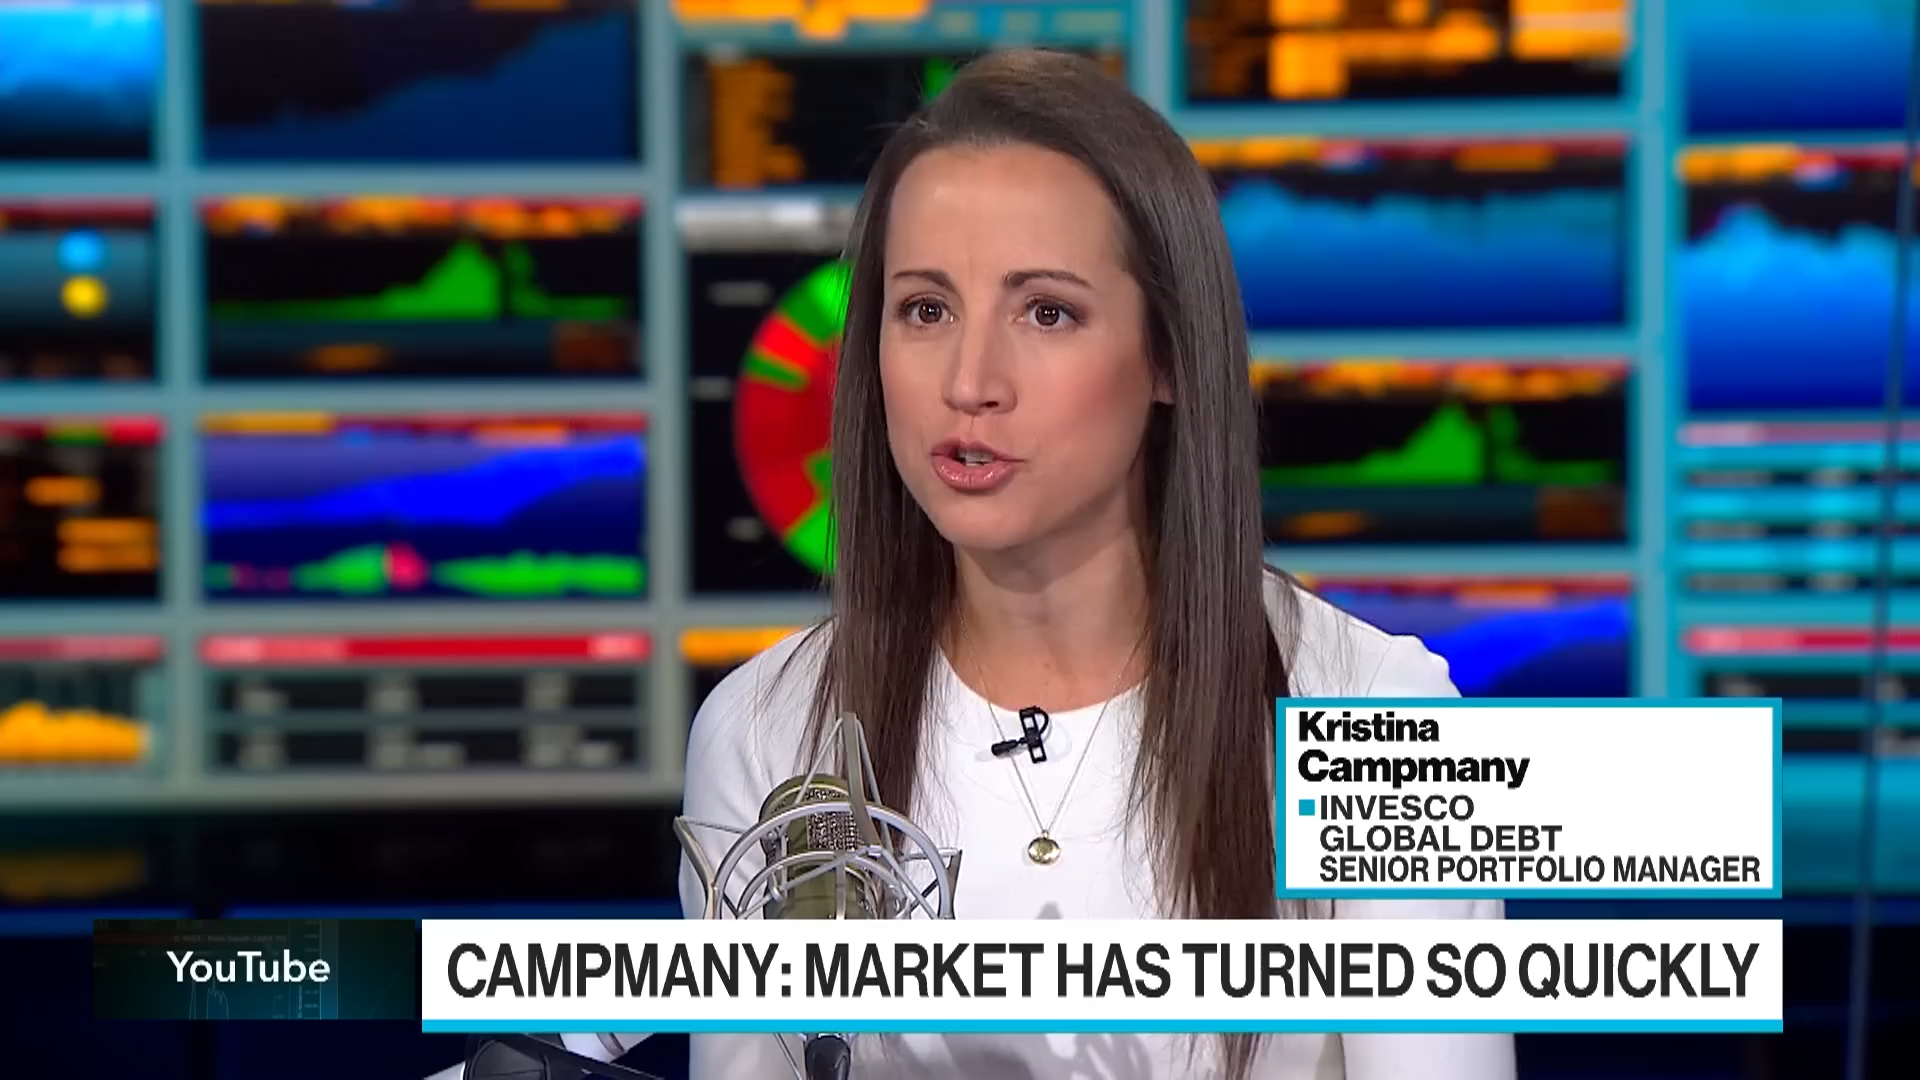 Kristina
Campmany
INVESCO
GLOBAL DEBT
SENIOR PORTFOLIO MANAGER
YouTube
CAMPMANY: MARKET HAS TURNED SO QUICKLY